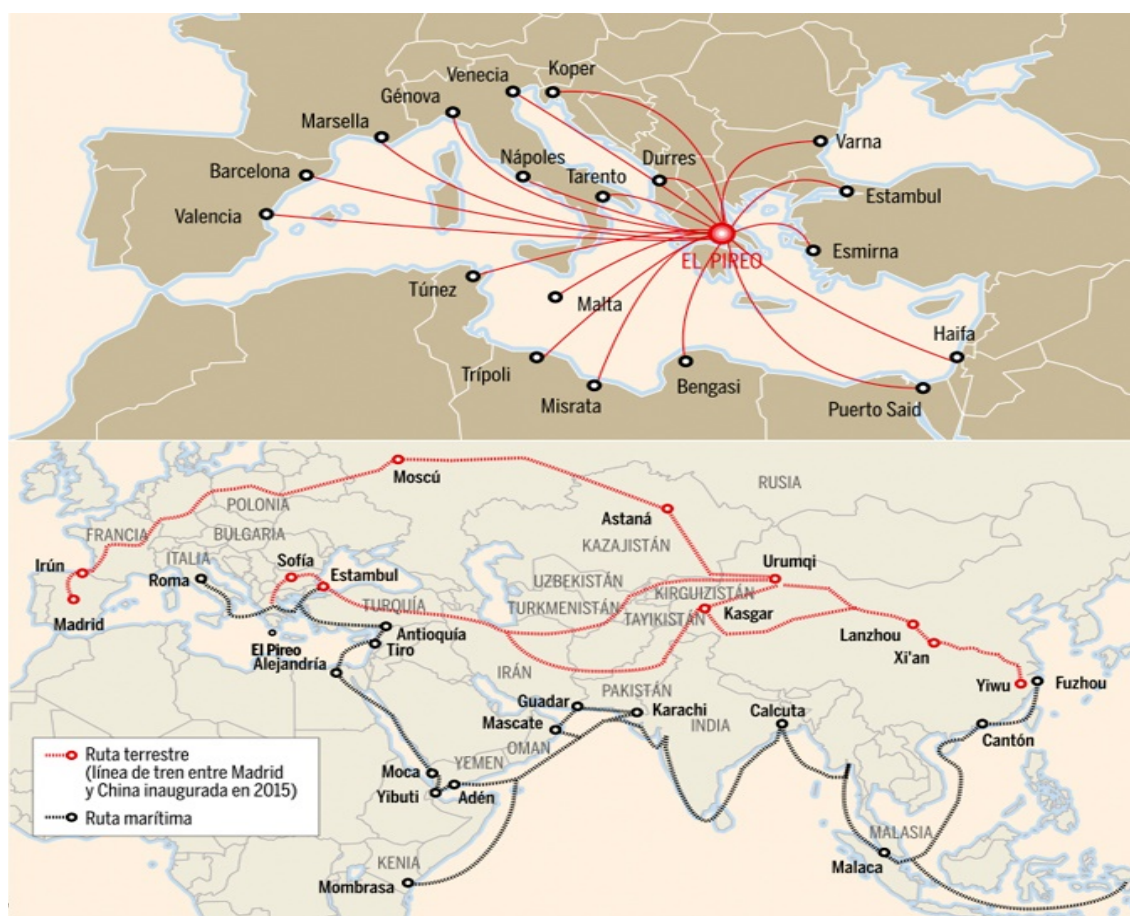 Venecia
Koper
Génova
Marsella
Varna
Nápoles
Durres
Barcelona
Tarento
Estambul
Valencia
Esmirna
EL PIREO
Túnez
Malta
Haifa
Trípoli
Bengasi
Misrata
Puerto Said
Moscú
RUSIA
POLONIA
Astaná
FRANCIA
BULGARIA
KAZAJISTÁN
Irún
ITALIA
Sofía
Urumqi
Roma
Estambul
UZBEKISTÁN
KIRGUIZISTÁN
TURQUÍA
TURKMENISTÁN
Kasgar
Madrid
TAYIKISTÁN
Antioquía
Lanzhou
Tiro
El Pireo
Xi'an
Alejandría
IRÁN
Yiwu
Fuzhou
PAKISTÁN
Guadar
Karachi
Calcuta
Mascate
INDIA
Cantón
OMAN
Ruta terrestre
(línea de tren entre Madrid
y China inaugurada en 2015)
Ruta marítima
YEMEN
Moca
Yibuti
Adén
MALASIA
KENIA
Malaca
Mombrasa